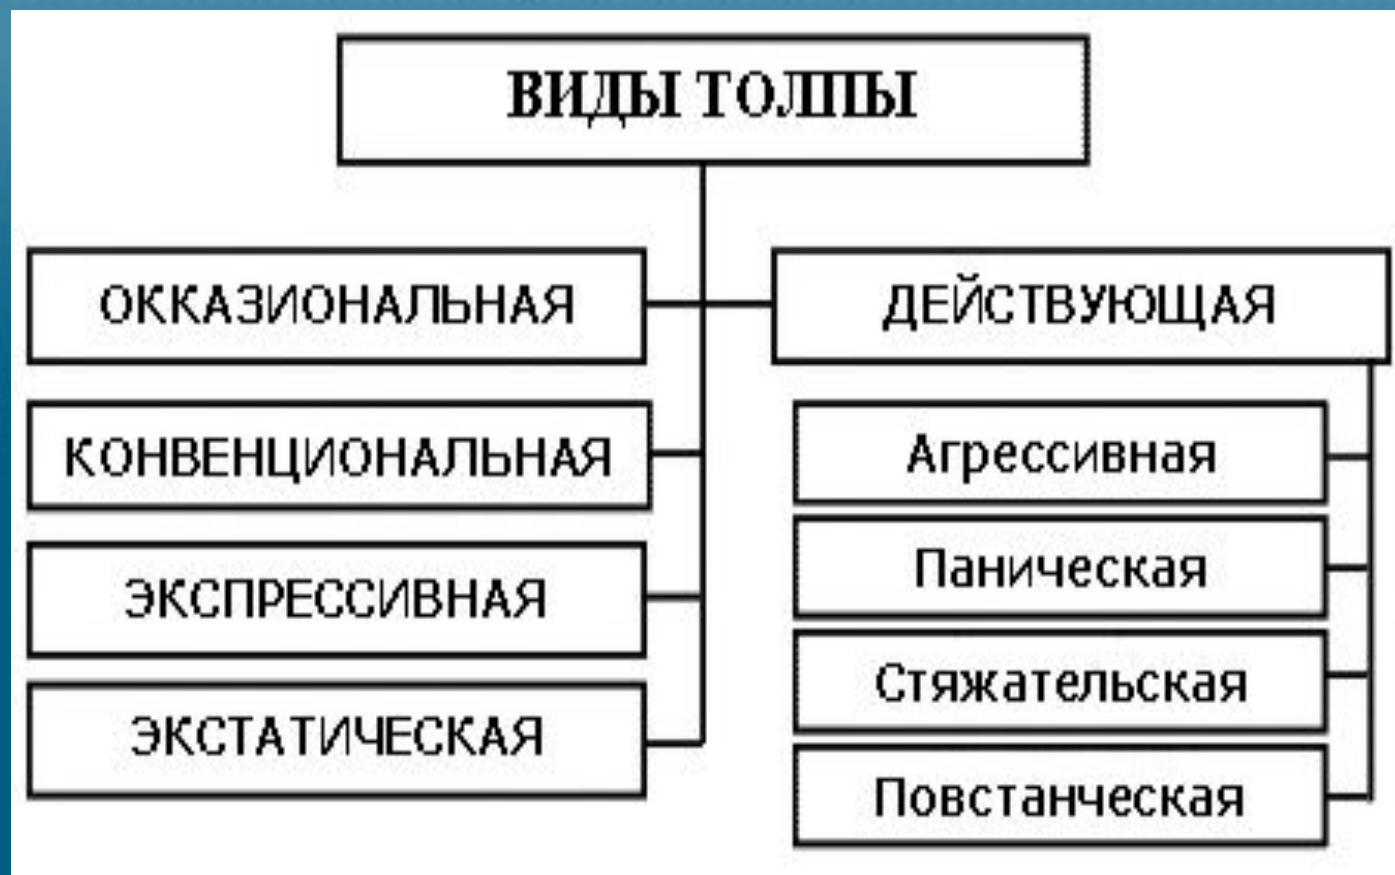 ВИДЫ ТОЛПЫ
ОККАЗИОНАЛЬНАЯ
КОНВЕНЦИОНАЛЬНАЯ
ЭКСПРЕССИВНАЯ
ЭКСТАТИЧЕСКАЯ
ДЕЙСТВУЮЩАЯ
Агрессивная
Паническая
Стяжательская
Повстанческая